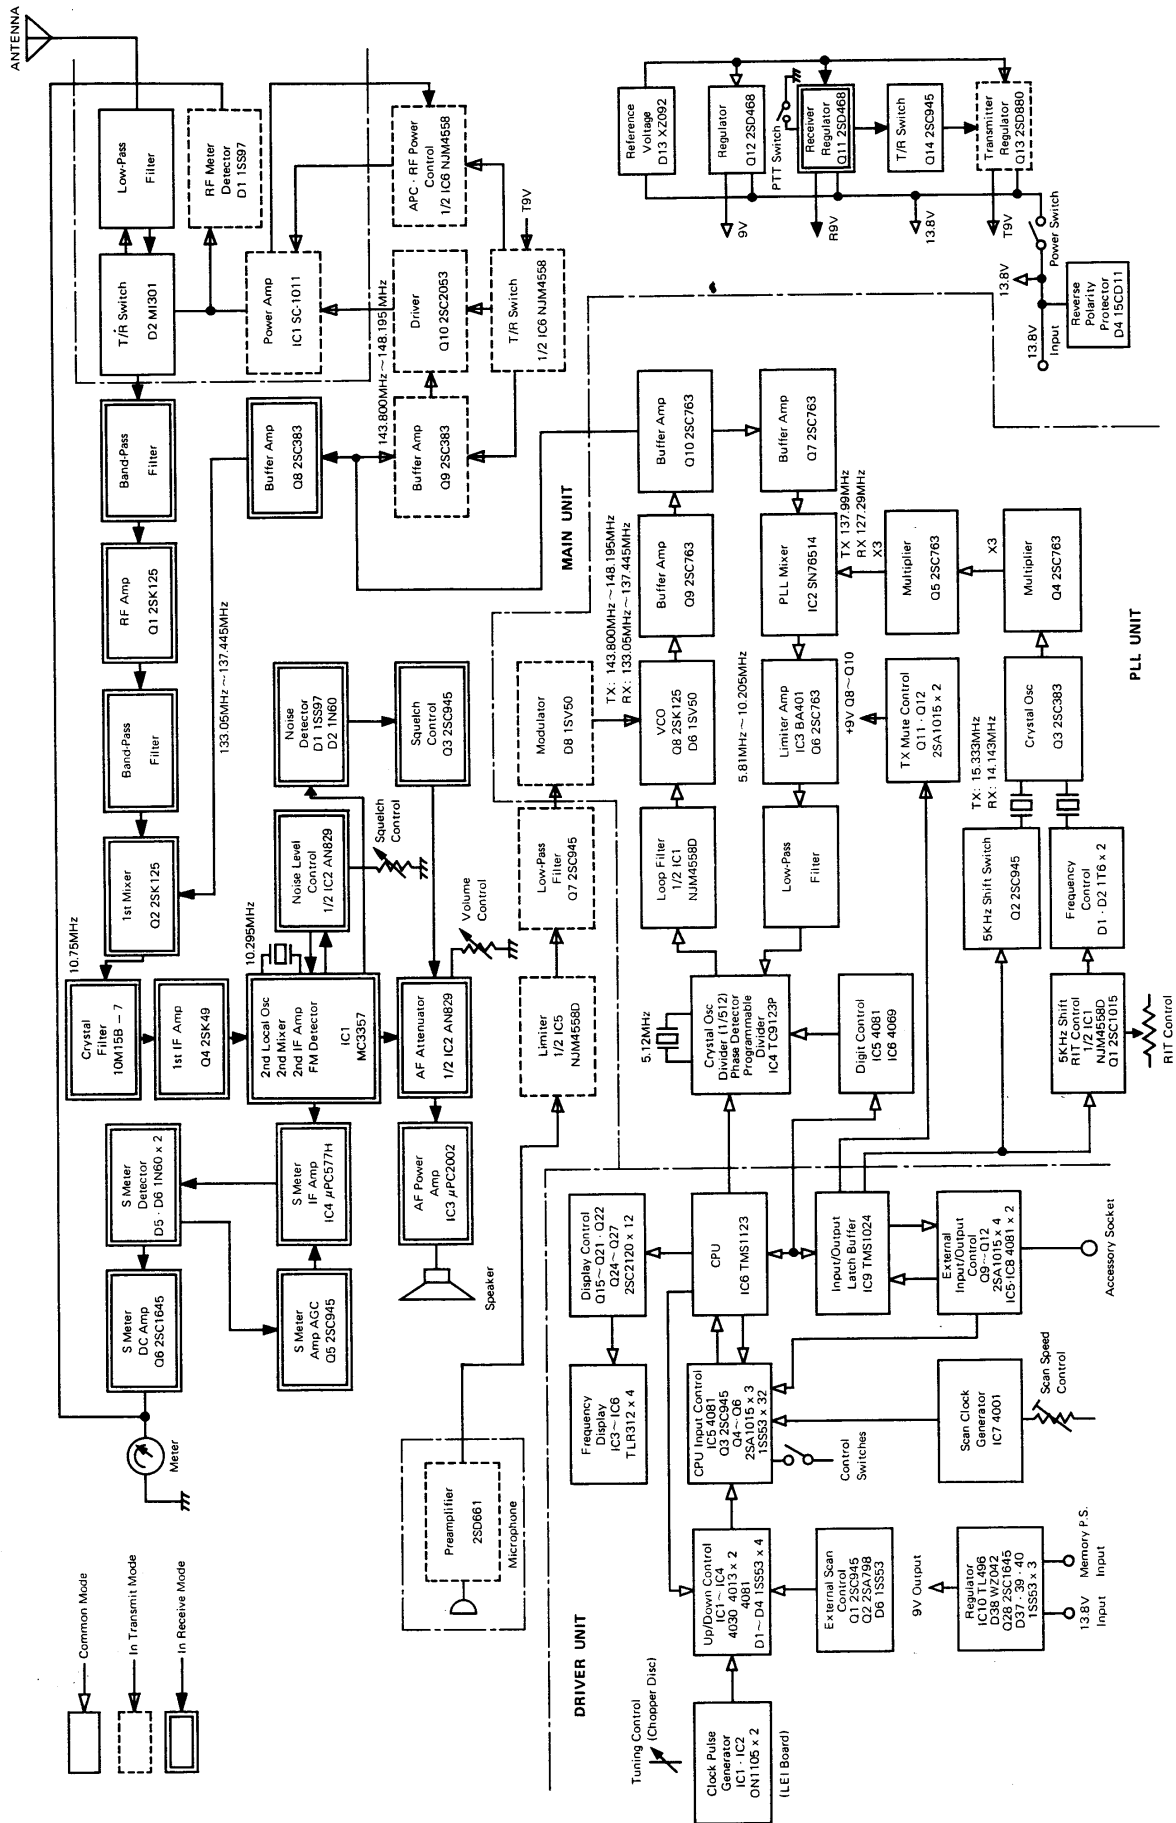 ANTENNA
Low-Pass
Filter
T/R Switch
D2 MI301
RF Meter
Detector
D1 1SS97
Power Amp
IC1 SC-1011
APC · RF Power
Control
1/2 IC6 NJM4558
Band-Pass
Filter
RF Amp
Q1 2SK125
Band-Pass
Filter
1st Mixer
Q2 2SK125
10.75MHz
Crystal
Filter
10M15B – 7
1st IF Amp
Q4 2SK49
Buffer Amp
Q8 2SC383
133.05MHz~137.445MHz
143.800MHz~148.195MHz
Buffer Amp
Q9 2SC383
Driver
Q10 2SC2053
T/R Switch
1/2 IC6 NJM4558
T9V
10.295MHz
2nd Local Osc
2nd Mixer
2nd IF Amp
FM Detector
IC1
MC3357
Noise Level
Control
1/2 IC2 AN829
Noise
Detector
D1 1SS97
D2 1N60
Squelch
Control
Q3 2SC945
Squelch
Control
AF Attenuator
1/2 IC2 AN829
Volume
Control
S Meter
IF Amp
IC4 μPC577H
S Meter
Detector
D5 · D6 1N60 x 2
S Meter
DC Amp
Q6 2SC1645
S Meter
Amp AGC
Q5 2SC945
AF Power
Amp
IC3 μPC2002
Speaker
Meter
Preamplifier
2SD661
Microphone
Limiter
1/2 IC5
NJM4558D
Low-Pass
Filter
Q7 2SC945
Modulator
D8 1SV50
MAIN UNIT
Common Mode
In Transmit Mode
In Receive Mode
Reference
Voltage
D13 XZ092
Regulator
Q12 2SD468
PTT Switch
Receiver
Regulator
Q11 2SD468
T/R Switch
Q14 2SC945
Transmitter
Regulator
Q13 2SD880
9V
R9V
13.8V
T9V
Power Switch
13.8V
13.8V
Input
Reverse
Polarity
Protector
D4 15CD11
TX: 143.800MHz~148.195MHz
RX: 133.05MHz~137.445MHz
Loop Filter
1/2 IC1
NJM4558D
VCO
Q8 2SK125
D6 1SV50
Buffer Amp
Q9 2SC763
Buffer Amp
Q10 2SC763
Buffer Amp
Q7 2SC763
PLL Mixer
IC2 SN76514
5.81MHz~10.205MHz
Limiter Amp
IC3 BA401
Q6 2SC763
Low-Pass
Filter
TX 137.99MHz
RX 127.29MHz
X3
Multiplier
Q5 2SC763
X3
Multiplier
Q4 2SC763
+9V Q8~Q10
TX Mute Control
Q11 · Q12
2SA1015 x 2
Crystal Osc
Q3 2SC383
TX: 15.333MHz
RX: 14.143MHz
5KHz Shift Switch
Q2 2SC945
Frequency
Control
D1 · D2 1T6 x 2
5KHz Shift
RIT Control
1/2 IC1
NJM4558D
Q1 2SC1015
RIT Control
PLL UNIT
5.12MHz
Crystal Osc
Divider (1/512)
Phase Detector
Programmable
Divider
IC4 TC9123P
Digit Control
IC5 4081
IC6 4069
DRIVER UNIT
Display Control
Q15~Q21 · Q22
Q24~Q27
2SC2120 x 12
Frequency
Display
IC3~IC6
TLR312 x 4
CPU
IC6 TMS1123
Input/Output
Latch Buffer
IC9 TMS1024
External
Input/Output
Control
Q9~Q12
2SA1015 x 4
IC5·IC8 4081 x 2
Accessory Socket
CPU Input Control
IC5 4081
Q3 2SC945
Q4~Q6
2SA1015 x 3
1SS53 x 32
Control
Switches
Scan Clock
Generator
IC7 4001
Scan Speed
Control
Up/Down Control
IC1~IC4
4030 4013 x 2
4081
D1~D4 1SS53 x 4
External Scan
Control
Q1 2SC945
Q2 2SA798
D6 1SS53
9V Output
Regulator
IC10 TL496
D38 WZ042
Q28 2SC1645
D37 · 39 · 40
1SS53 x 3
13.8V
Input
Memory P.S.
Input
Tuning Control
(Chopper Disc)
Clock Pulse
Generator
IC1 · IC2
ON1105 x 2
(LEI Board)